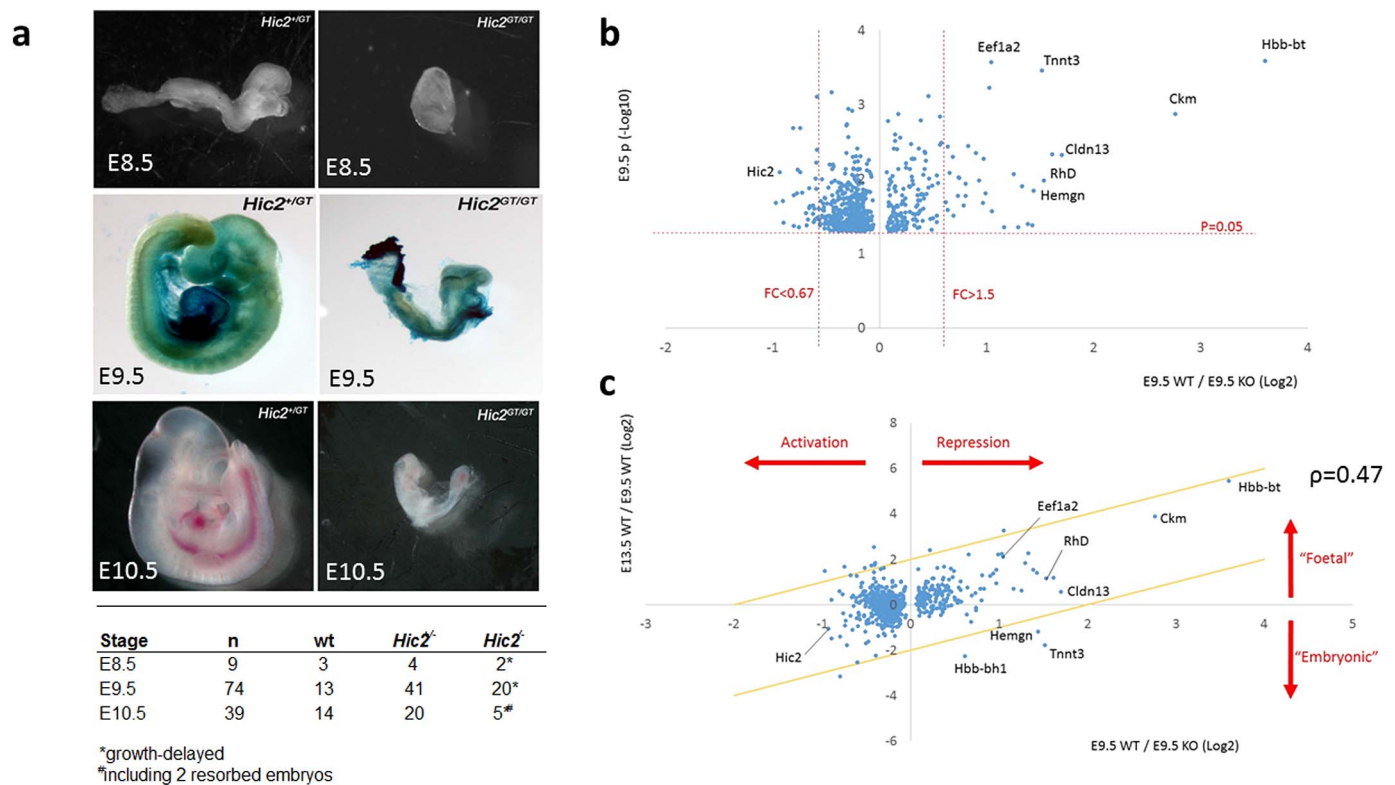 a
Hic2+/GT
E8.5
Hic2GT/GT
E8.5
Hic2+/GT
E9.5
Hic2GT/GT
E9.5
Hic2+/GT
E10.5
Hic2GT/GT
E10.5
Stage n wt Hic2+/- Hic2-/-
E8.5 9 3 4 2*
E9.5 74 13 41 20*
E10.5 39 14 20 5*#
*growth-delayed
#including 2 resorbed embryos
b
E9.5 p (-Log10)
4
3
2
1
0
Eef1a2
Tnnt3
Hbb-bt
Ckm
Cldn13
RhD
Hemgn
Hic2
P=0.05
FC<0.67
FC>1.5
-2 -1 0 1 2 3 4
E9.5 WT / E9.5 KO (Log2)
c
E13.5 WT / E9.5 WT (Log2)
8
6
4
2
0
-2
-4
-6
Activation
Repression
ρ=0.47
Hbb-bt
Ckm
Eef1a2
RhD
Cldn13
"Foetal"
-3 -2 -1 0 1 2 3 4 5
Hemgn
Tnnt3
Hic2
Hbb-bh1
"Embryonic"
E9.5 WT / E9.5 KO (Log2)